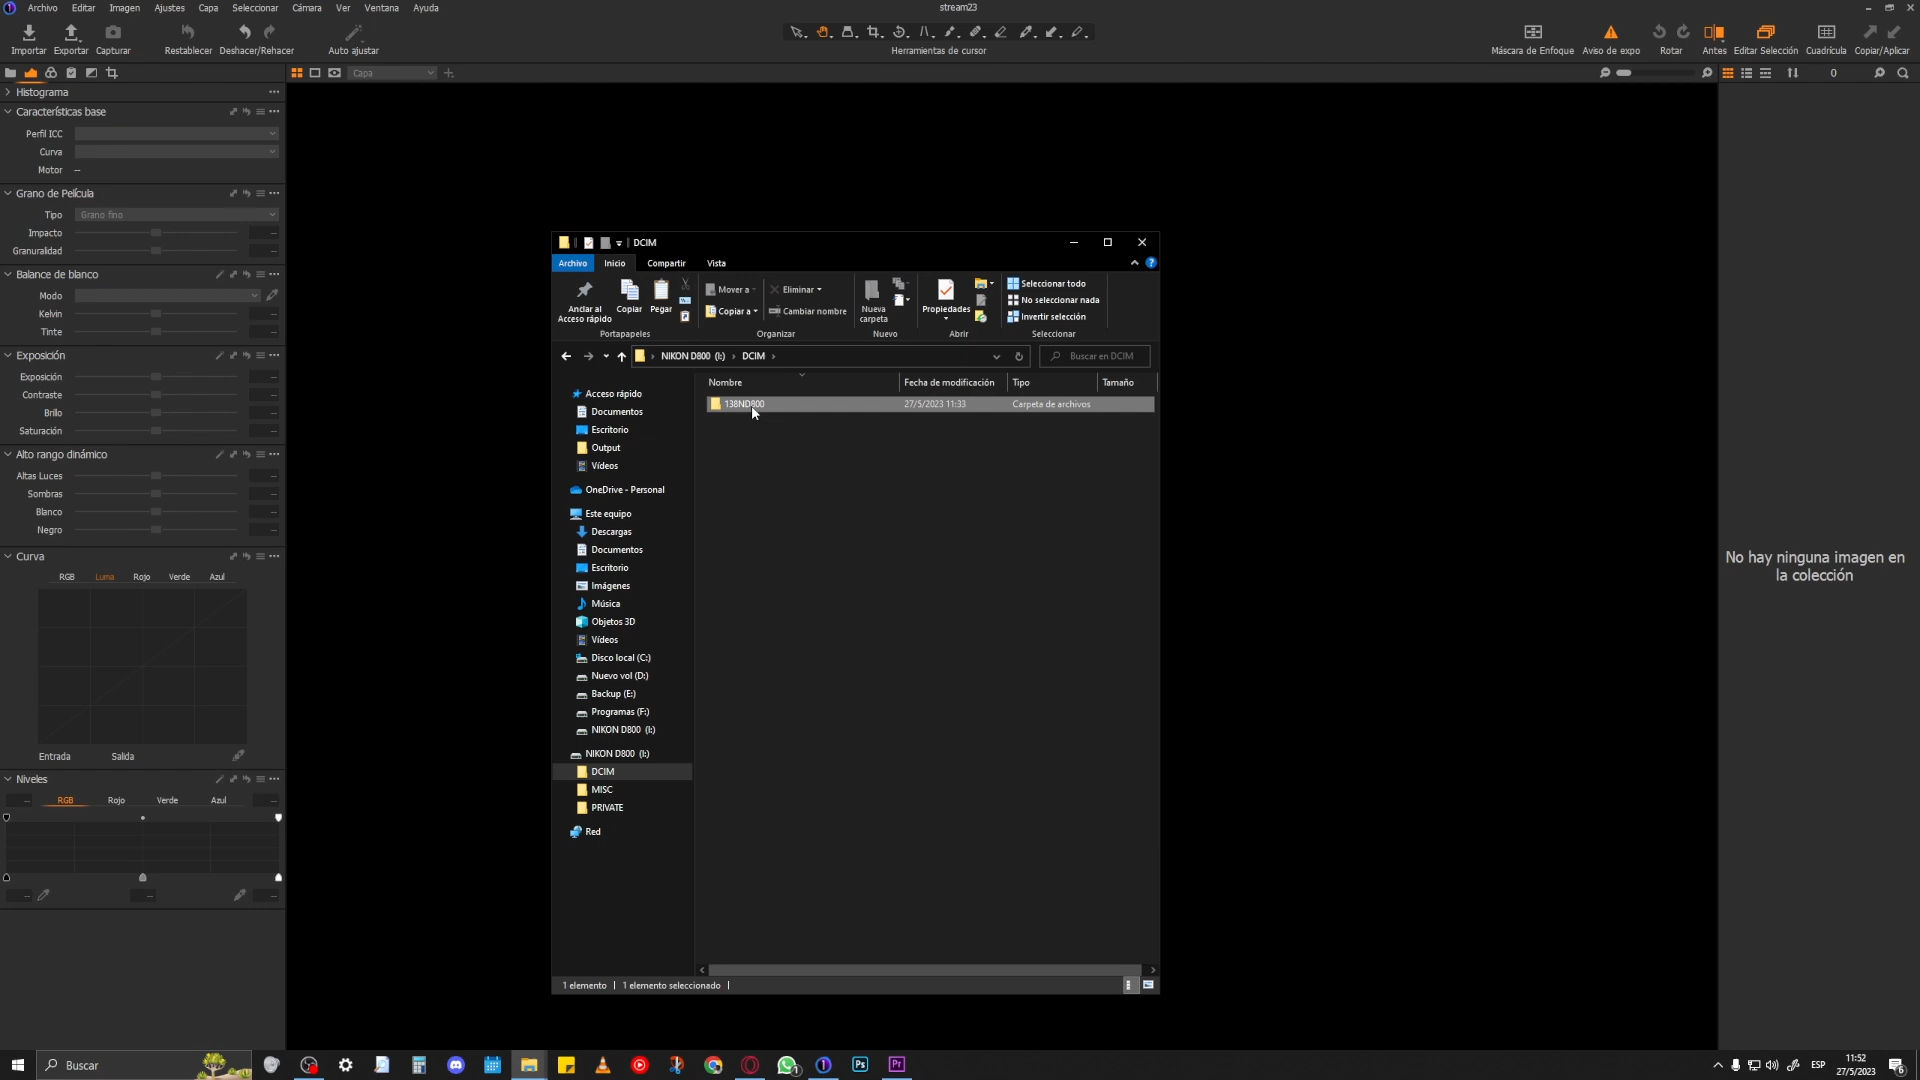 Archivo Editar Imagen Ajustes Capa Seleccionar Cámara Ver Ventana Ayuda stream23
Importar Exportar Capturar Restablecer Deshacer/Rehacer Auto ajustar Herramientas de cursor Máscara de Enfoque Aviso de expo Rotar Antes Editar Selección Cuadrícula Copiar/Aplicar
Capa 0
Histograma
Características base
Perfil ICC
Curva
Motor --
Grano de Película
Tipo Grano fino
Impacto --
Granuralidad --
Balance de blanco
Modo
Kelvin --
Tinte --
Exposición
Exposición --
Contraste --
Brillo --
Saturación --
Alto rango dinámico
Altas Luces --
Sombras --
Blanco --
Negro --
Curva
RGB Luma Rojo Verde Azul
Entrada Salida
Niveles
-- RGB Rojo Verde Azul --
-- -- --
DCIM
Archivo Inicio Compartir Vista
Anclar al Acceso rápido
Copiar
Pegar
Portapapeles
Mover a
Copiar a
Eliminar
Cambiar nombre
Organizar
Nueva carpeta
Nuevo
Propiedades
Abrir
Seleccionar todo
No seleccionar nada
Invertir selección
Seleccionar
NIKON D800 (I:) DCIM
Buscar en DCIM
Nombre Fecha de modificación Tipo Tamaño
138ND800 27/5/2023 11:33 Carpeta de archivos
Acceso rápido
Documentos
Escritorio
Output
Vídeos
OneDrive - Personal
Este equipo
Descargas
Documentos
Escritorio
Imágenes
Música
Objetos 3D
Vídeos
Disco local (C:)
Nuevo vol (D:)
Backup (E:)
Programas (F:)
NIKON D800 (I:)
NIKON D800 (I:)
DCIM
MISC
PRIVATE
Red
1 elemento 1 elemento seleccionado
No hay ninguna imagen en
la colección
Buscar
Ps
Pr
1
ESP
11:52
27/5/2023
6